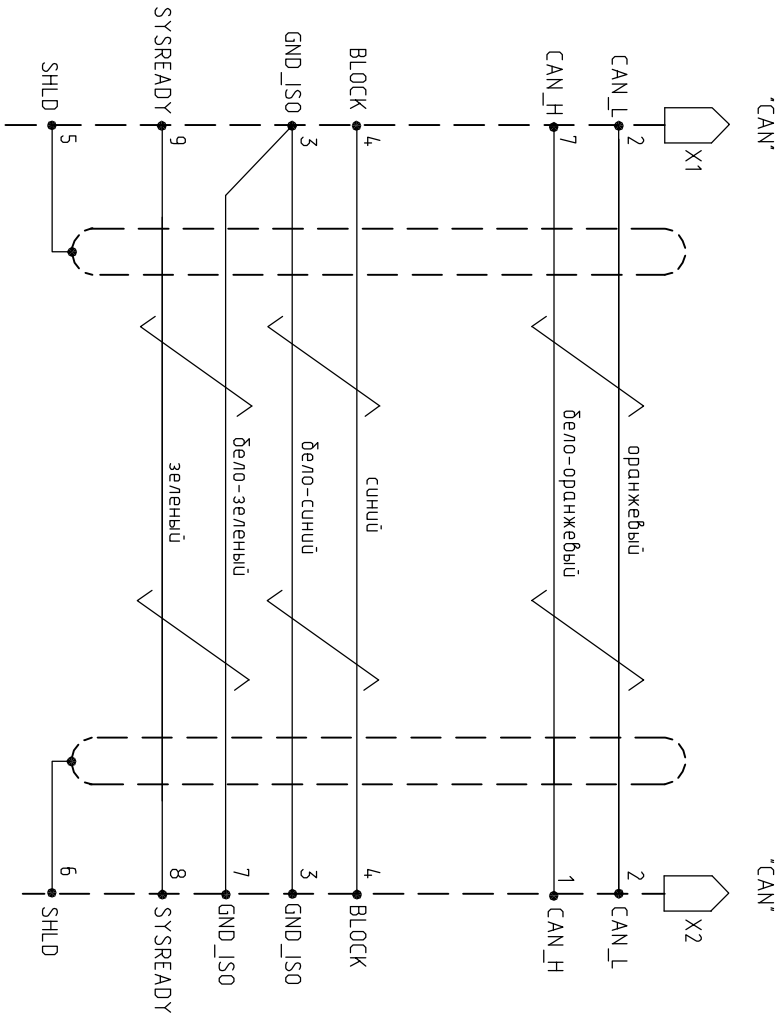 "CAN" "CAN"
X1 X2
CAN_L 2 оранжевый 2 CAN_L
CAN_H 7 бело-оранжевый 1 CAN_H
BLOCK 4 синий 4 BLOCK
GND_ISO 3 бело-синий 3 GND_ISO
бело-зеленый 7 GND_ISO
SYSREADY 9 зеленый 8 SYSREADY
SHLD 5 6 SHLD